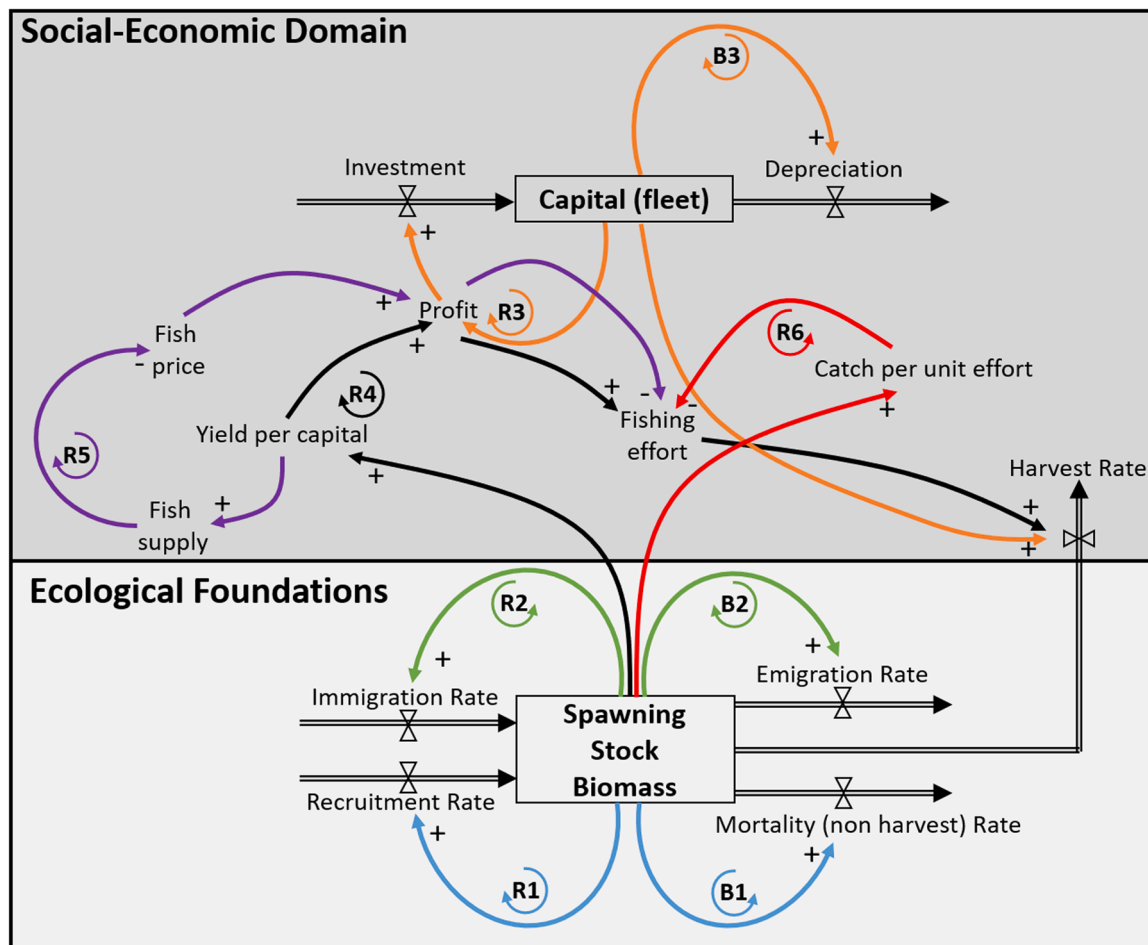 Social-Economic Domain
B3
+
Investment
Depreciation
Capital (fleet)
+
+
Profit
R3
R6
Fish
- price
+
Catch per unit effort
R4
+
-
-
+
Yield per capital
Fishing
effort
R5
+
Harvest Rate
+
Fish
supply
+
+
Ecological Foundations
R2
B2
+
+
Immigration Rate
Emigration Rate
Spawning
Stock
Biomass
Recruitment Rate
Mortality (non harvest) Rate
+
+
R1
B1